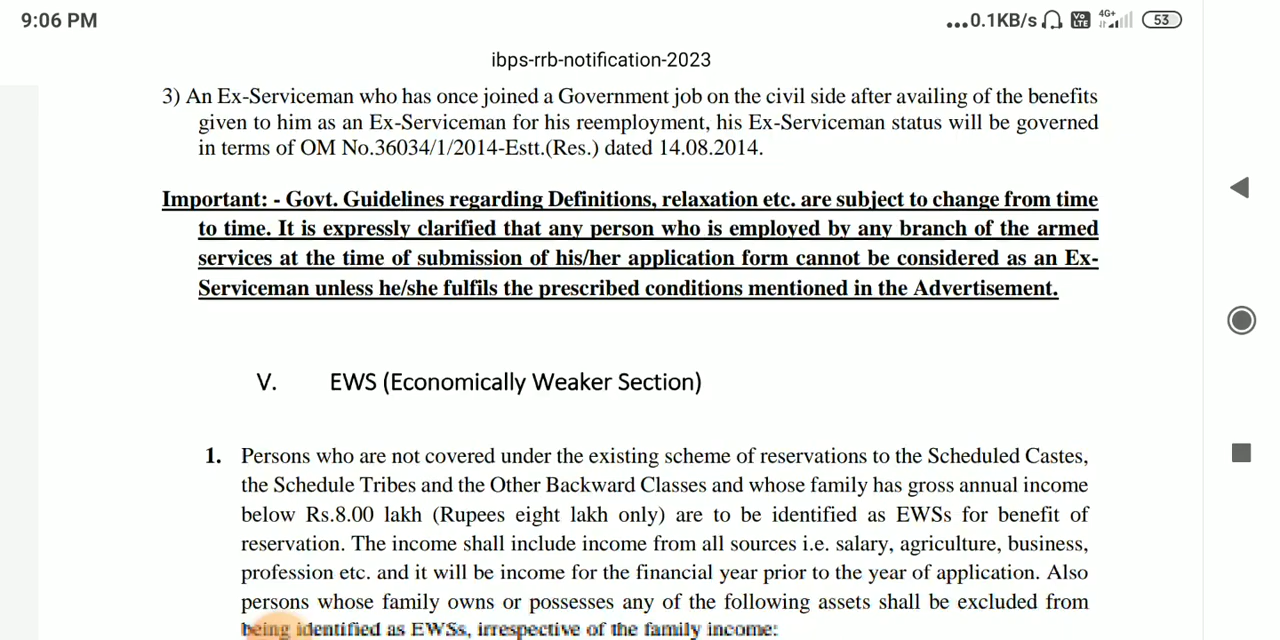 9:06 PM
...0.1KB/s Vo LTE 4G+ 53
ibps-rrb-notification-2023
3) An Ex-Serviceman who has once joined a Government job on the civil side after availing of the benefits
given to him as an Ex-Serviceman for his reemployment, his Ex-Serviceman status will be governed
in terms of OM No.36034/1/2014-Estt.(Res.) dated 14.08.2014.
Important: - Govt. Guidelines regarding Definitions, relaxation etc. are subject to change from time
to time. It is expressly clarified that any person who is employed by any branch of the armed
services at the time of submission of his/her application form cannot be considered as an Ex-
Serviceman unless he/she fulfils the prescribed conditions mentioned in the Advertisement.
V. EWS (Economically Weaker Section)
1. Persons who are not covered under the existing scheme of reservations to the Scheduled Castes,
the Schedule Tribes and the Other Backward Classes and whose family has gross annual income
below Rs.8.00 lakh (Rupees eight lakh only) are to be identified as EWSs for benefit of
reservation. The income shall include income from all sources i.e. salary, agriculture, business,
profession etc. and it will be income for the financial year prior to the year of application. Also
persons whose family owns or possesses any of the following assets shall be excluded from
being identified as EWSs, irrespective of the family income: